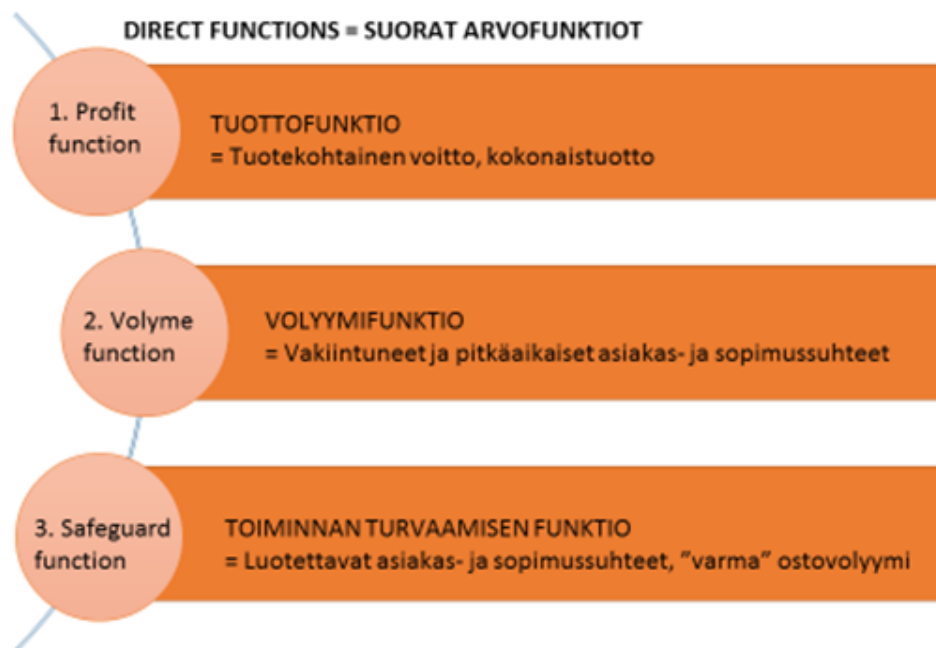 DIRECT FUNCTIONS = SUORAT ARVOFUNKTIOT
1. Profit
function
TUOTTOFUNKTIO
= Tuotekohtainen voitto, kokonaistuotto
2. Volyme
function
VOLYYMIFUNKTIO
= Vakiintuneet ja pitkäaikaiset asiakas- ja sopimussuhteet
3. Safeguard
function
TOIMINNAN TURVAAMISEN FUNKTIO
= Luotettavat asiakas- ja sopimussuhteet, ”varma” ostovolyymi